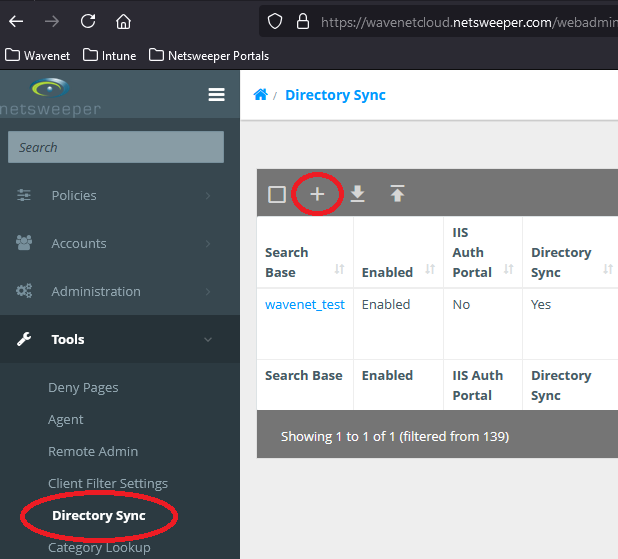 https://wavenetcloud.netsweeper.com/webadmin
Wavenet Intune Netsweeper Portals
netsweeper
/ Directory Sync
Search
Policies
Accounts
Administration
Tools
Deny Pages
Agent
Remote Admin
Client Filter Settings
Directory Sync
Category Lookup
Search Base
Enabled
IIS Auth Portal
Directory Sync
wavenet_test Enabled No Yes
Search Base
Enabled
IIS Auth Portal
Directory Sync
Showing 1 to 1 of 1 (filtered from 139)